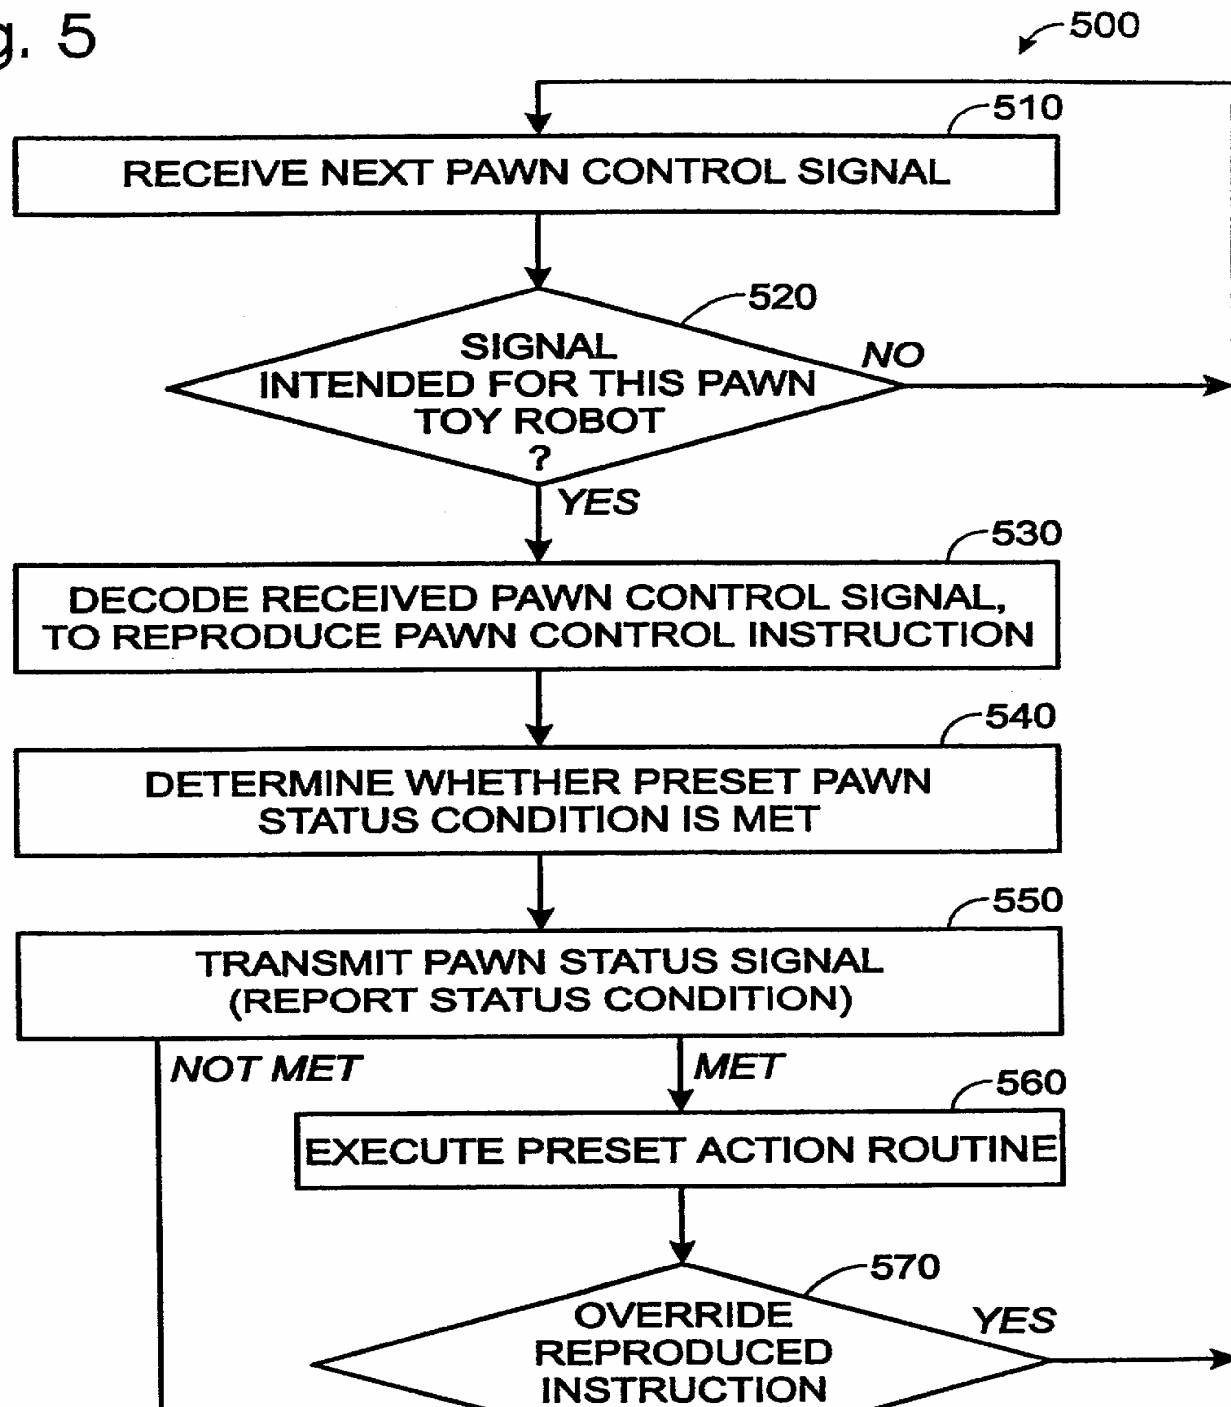 g. 5
500
510
RECEIVE NEXT PAWN CONTROL SIGNAL
520
SIGNAL
INTENDED FOR THIS PAWN
TOY ROBOT
?
NO
YES
530
DECODE RECEIVED PAWN CONTROL SIGNAL,
TO REPRODUCE PAWN CONTROL INSTRUCTION
540
DETERMINE WHETHER PRESET PAWN
STATUS CONDITION IS MET
550
TRANSMIT PAWN STATUS SIGNAL
(REPORT STATUS CONDITION)
NOT MET
MET
560
EXECUTE PRESET ACTION ROUTINE
570
OVERRIDE
REPRODUCED
INSTRUCTION
YES